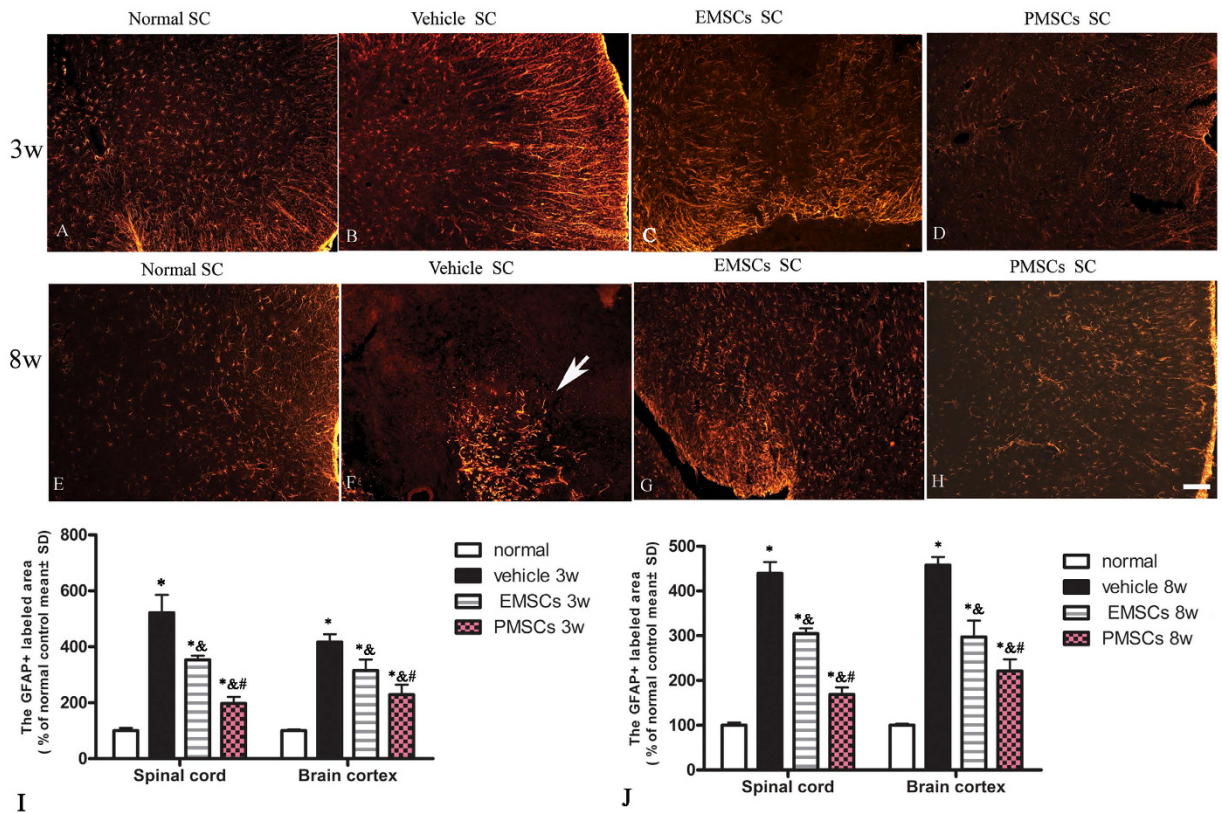 Normal SC
Vehicle SC
EMSCs SC
PMSCs SC
3w
A
B
C
D
Normal SC
Vehicle SC
EMSCs SC
PMSCs SC
8w
E
F
G
H
The GFAP+ labeled area
( % of normal control mean± SD)
800
600
400
200
0
*
*&
*&#
*
*&
*&#
Spinal cord
Brain cortex
normal
vehicle 3w
EMSCs 3w
PMSCs 3w
I
The GFAP+ labeled area
( % of normal control mean± SD)
500
400
300
200
100
0
*
*&
*&#
*
*&
*&#
Spinal cord
Brain cortex
normal
vehicle 8w
EMSCs 8w
PMSCs 8w
J